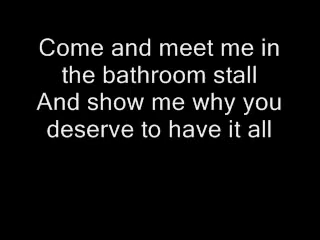 Come and meet me in
the bathroom stall
And show me why you
deserve to have it all